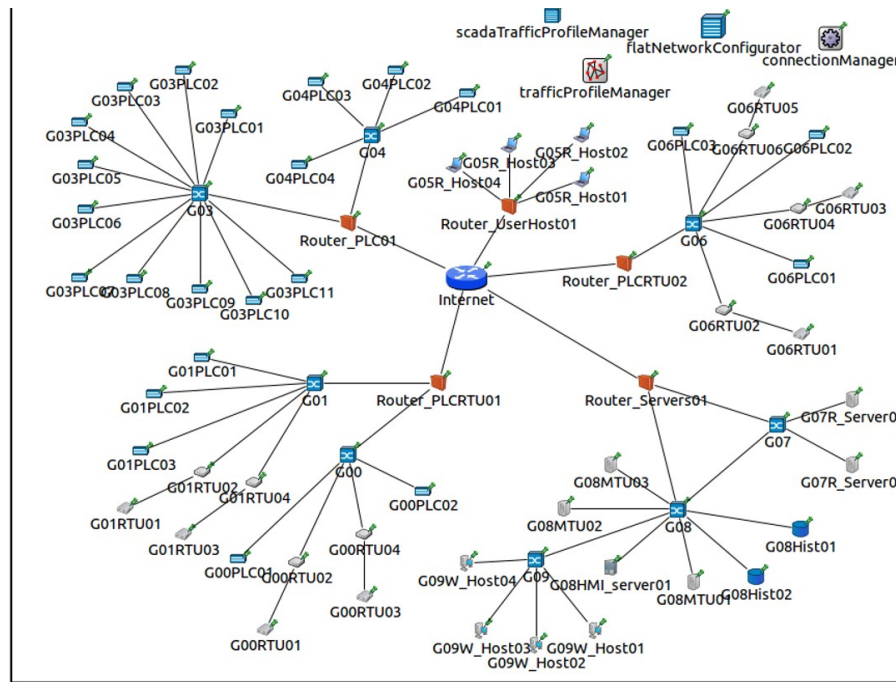 scadaTrafficProfileManager
flatNetworkConfigurator
connectionManager
trafficProfileManager
G03PLC02
G03PLC03
G03PLC01
G03PLC04
G03PLC05
G03PLC06
G03
G03PLC07
G03PLC08
G03PLC09
G03PLC10
G03PLC11
G04PLC02
G04PLC03
G04PLC01
G04
G04PLC04
Router_PLC01
G05R_Host02
G05R_Host03
G05R_Host04
G05R_Host01
Router_UserHost01
G06RTU05
G06PLC03
G06RTU06
G06PLC02
G06RTU03
G06RTU04
G06
G06PLC01
G06RTU02
G06RTU01
Router_PLCRTU02
Internet
G01PLC01
G01PLC02
G01
G01PLC03
G01RTU02
G01RTU04
G01RTU01
G01RTU03
Router_PLCRTU01
G00
G00PLC02
G00PLC01
G00RTU02
G00RTU04
G00RTU03
G00RTU01
Router_Servers01
G07R_Server0
G07
G07R_Server0
G08MTU03
G08MTU02
G08
G08Hist01
G08Hist02
G08HMI_server01
G08MTU01
G09
G09W_Host04
G09W_Host03
G09W_Host02
G09W_Host01